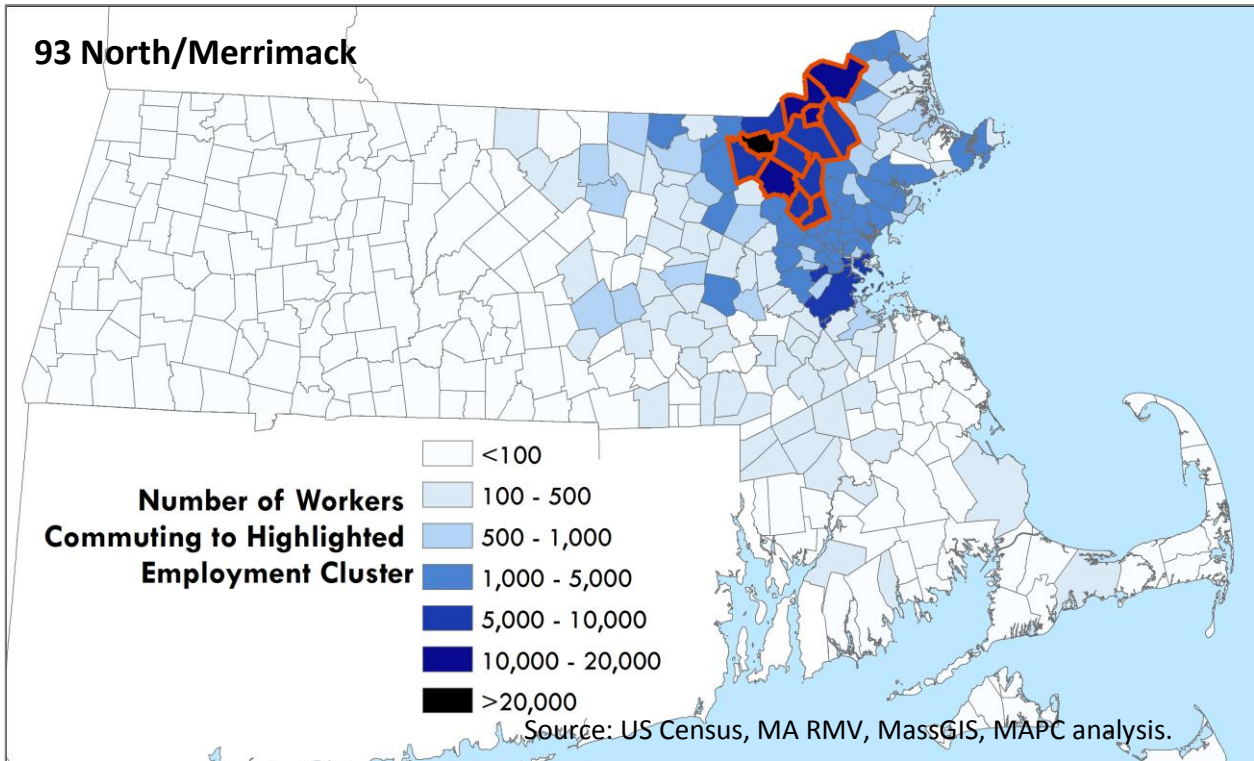 93 North/Merrimack
Number of Workers
Commuting to Highlighted
Employment Cluster
<100
100 - 500
500 - 1,000
1,000 - 5,000
5,000 - 10,000
10,000 - 20,000
>20,000
Source: US Census, MA RMV, MassGIS, MAPC analysis.